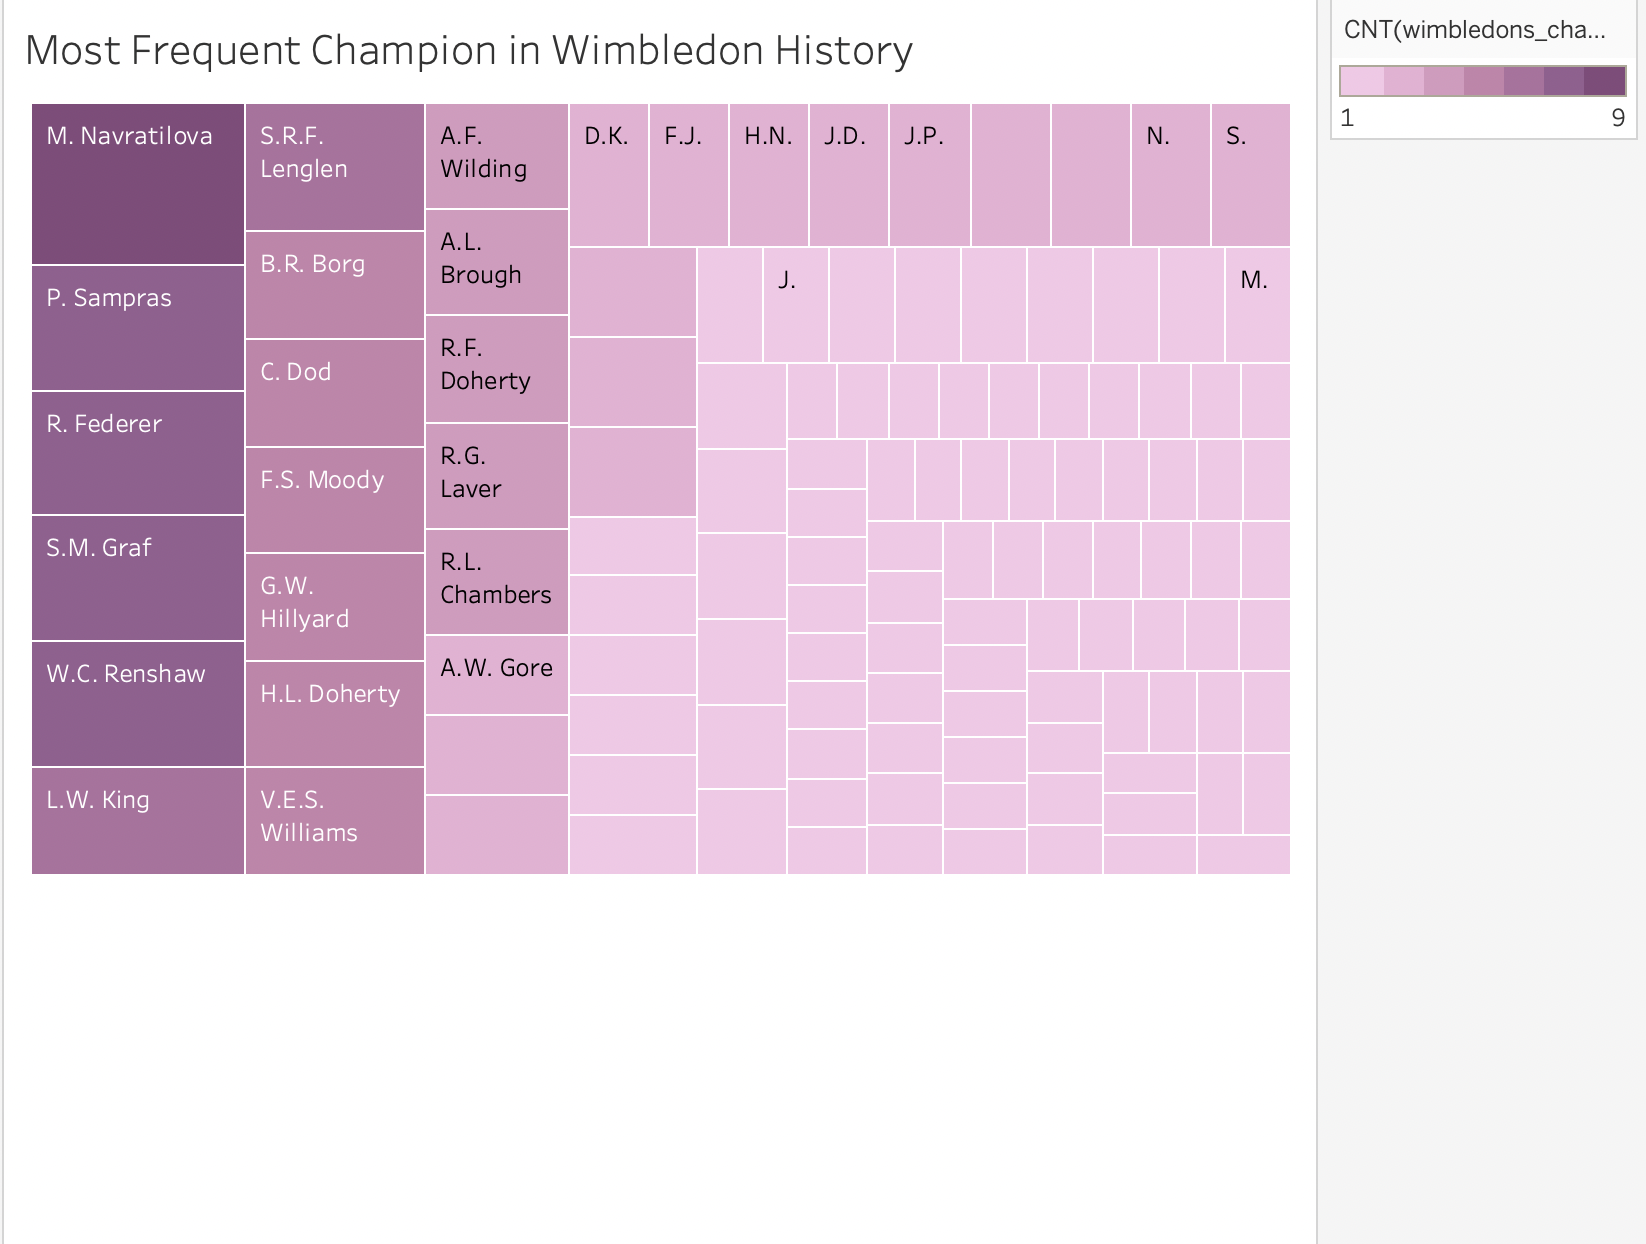 Most Frequent Champion in Wimbledon History
CNT(wimbledons_cha...
1 9
M. Navratilova
P. Sampras
R. Federer
S.M. Graf
W.C. Renshaw
L.W. King
S.R.F.
Lenglen
B.R. Borg
C. Dod
F.S. Moody
G.W.
Hillyard
H.L. Doherty
V.E.S.
Williams
A.F.
Wilding
A.L.
Brough
R.F.
Doherty
R.G.
Laver
R.L.
Chambers
A.W. Gore
D.K.
F.J.
H.N.
J.D.
J.P.
N.
S.
J.
M.